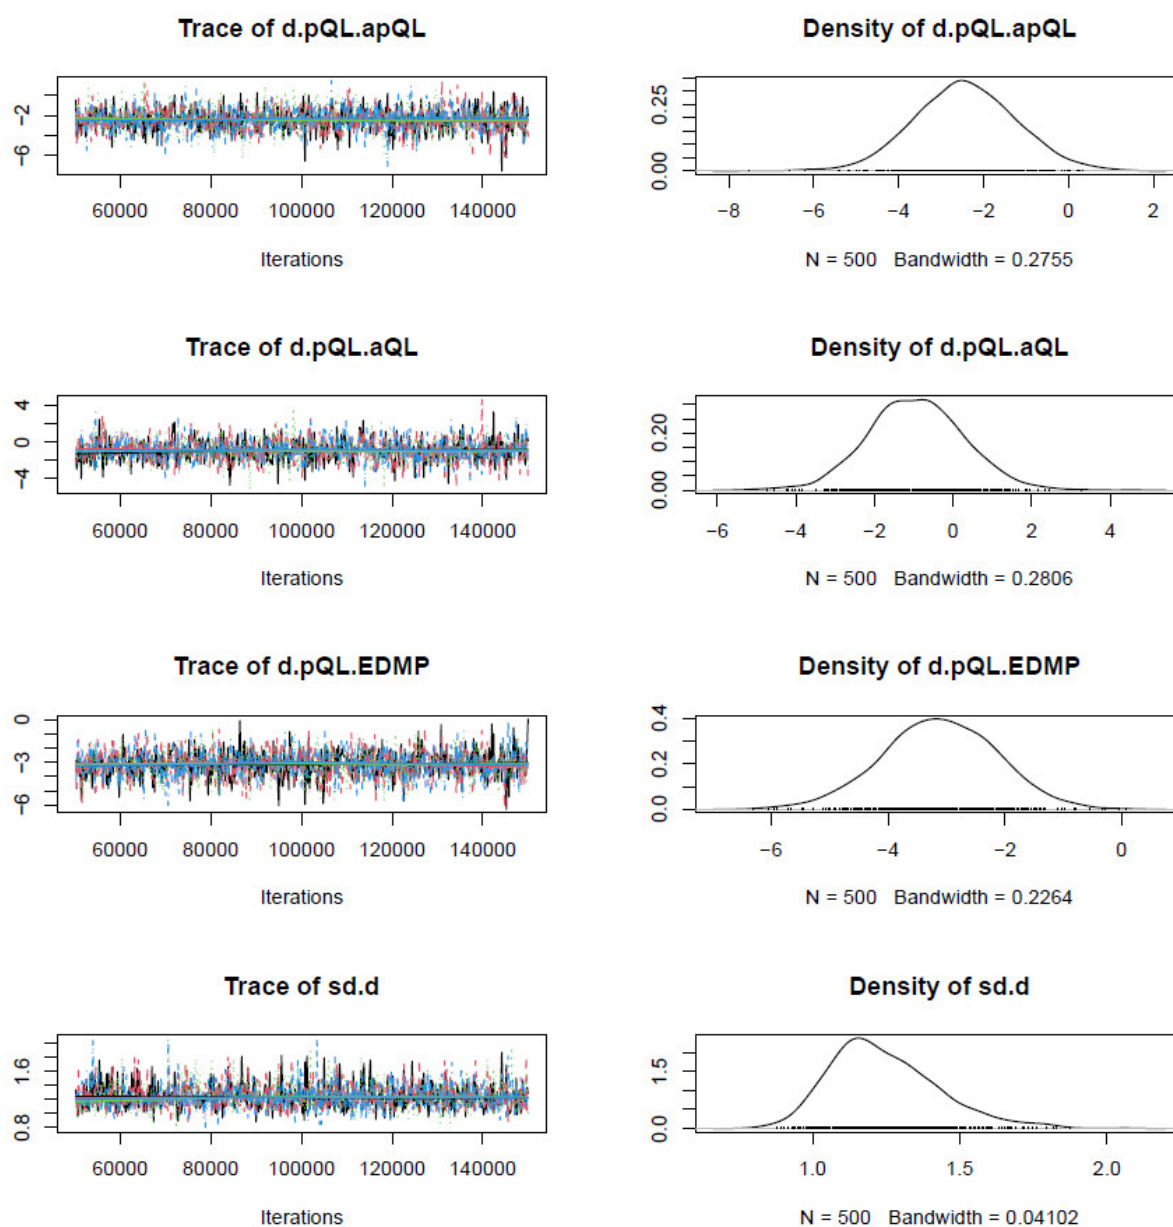 Trace of d.pQL.apQL
−2
−6
60000 80000 100000 120000 140000
Iterations
Density of d.pQL.apQL
0.25
0.00
−8 −6 −4 −2 0 2
N = 500 Bandwidth = 0.2755
Trace of d.pQL.aQL
4
0
−4
60000 80000 100000 120000 140000
Iterations
Density of d.pQL.aQL
0.20
0.00
−6 −4 −2 0 2 4
N = 500 Bandwidth = 0.2806
Trace of d.pQL.EDMP
0
−3
−6
60000 80000 100000 120000 140000
Iterations
Density of d.pQL.EDMP
0.4
0.2
0.0
−6 −4 −2 0
N = 500 Bandwidth = 0.2264
Trace of sd.d
1.6
0.8
60000 80000 100000 120000 140000
Iterations
Density of sd.d
1.5
0.0
1.0 1.5 2.0
N = 500 Bandwidth = 0.04102